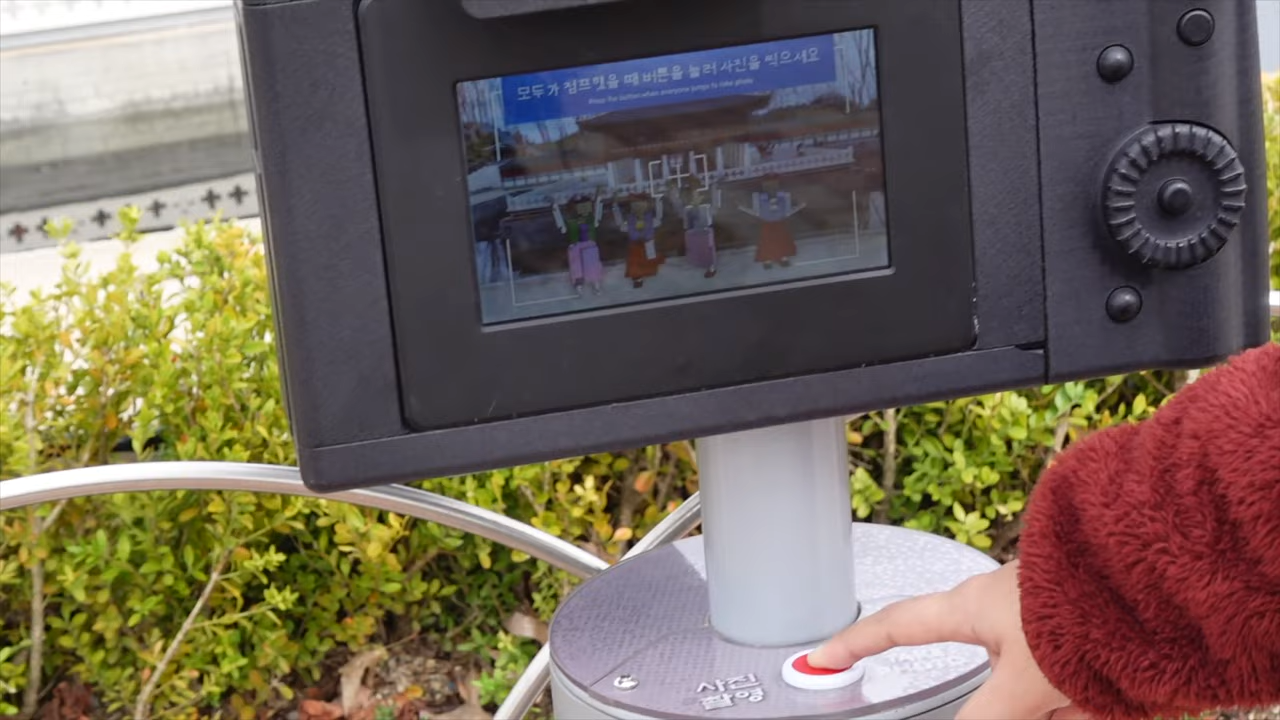 모두가 점프했을 때 버튼을 눌러 사진을 찍으세요
Press the button when everyone jumps to take photo
사진
촬영